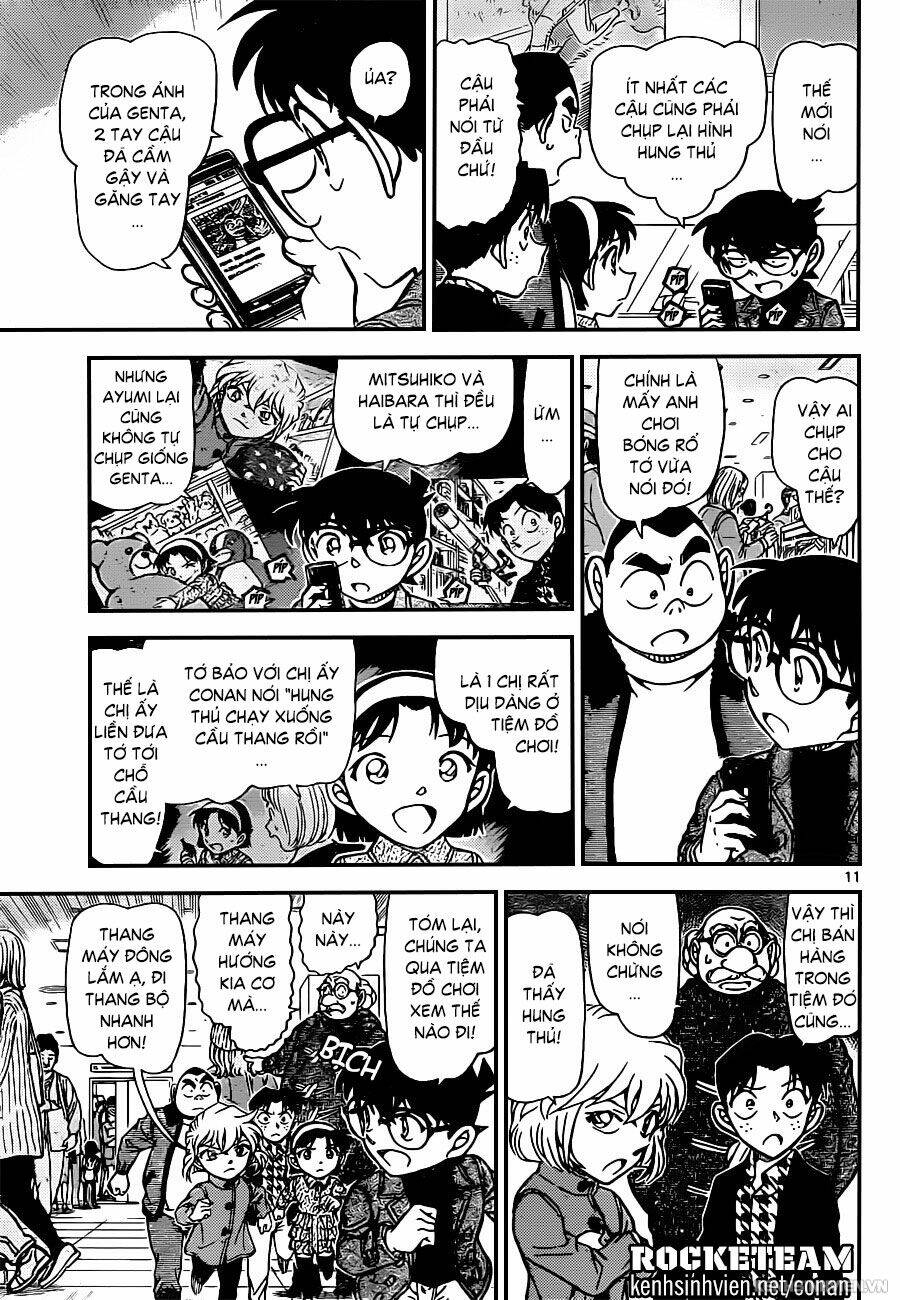 THẾ
MỚI
NÓI
...
ÍT NHẤT CÁC
CẬU CŨNG PHẢI
CHỤP LẠI HÌNH
HUNG THỦ
...
CẬU
PHẢI
NÓI TỪ
ĐẦU
CHỨ!
PÍP
PÍP
ỦA?
TRONG ẢNH
CỦA GENTA,
2 TAY CẬU
ĐÃ CẦM
GẬY VÀ
GĂNG TAY
...
VẬY AI
CHỤP
CHO
CẬU
THẾ?
CHÍNH LÀ
MẤY ANH
CHƠI
BÓNG RỔ
TỚ VỪA
NÓI ĐÓ!
ỪM
...
MITSUHIKO VÀ
HAIBARA THÌ ĐỀU
LÀ TỰ CHỤP...
NHƯNG
AYUMI LẠI
CŨNG
KHÔNG TỰ
CHỤP GIỐNG
GENTA...
PÍP
PÍP
LÀ 1 CHỊ RẤT
DỊU DÀNG Ở
TIỆM ĐỒ
CHƠI!
TỚ BẢO VỚI CHỊ ẤY
CONAN NÓI "HUNG
THỦ CHẠY XUỐNG
CẦU THANG RỒI"
...
THẾ LÀ
CHỊ ẤY
LIỀN ĐƯA
TỚ TỚI
CHỖ
CẦU
THANG!
11
VẬY THÌ
CHỊ BÁN
HÀNG
TRONG
TIỆM ĐÓ
CŨNG...
NÓI
KHÔNG
CHỪNG
...
ĐÃ
THẤY
HUNG
THỦ!
TÓM LẠI,
CHÚNG TA
QUA TIỆM
ĐỒ CHƠI
XEM THẾ
NÀO ĐI!
NÀY
NÀY...
THANG
MÁY
HƯỚNG
KIA CƠ
MÀ...
THANG
MÁY ĐÔNG
LẮM Ạ, ĐI
THANG BỘ
NHANH
HƠN!
BỊCH
ROCKETEAM
kenhsinhvien.net/conan